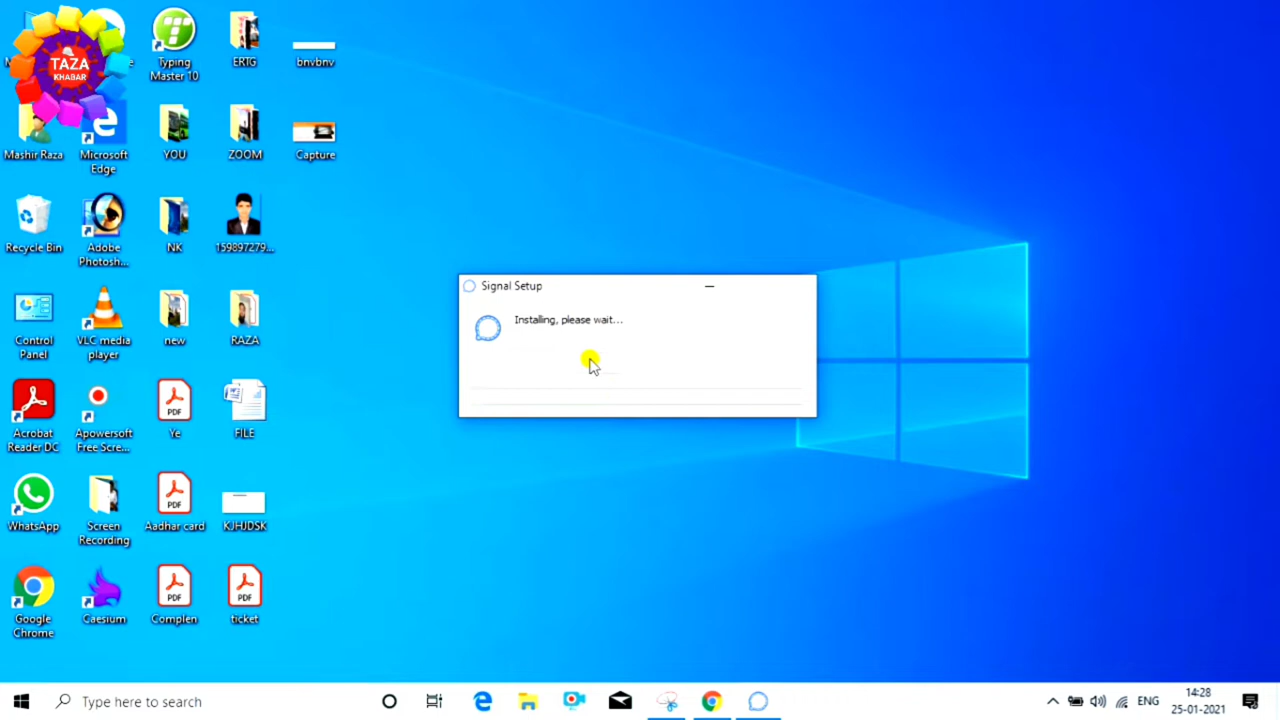 TAZA
KHABAR
Typing
Master 10
ERTG
bnvbnv
Mashir Raza
Microsoft
Edge
YOU
ZOOM
Capture
Recycle Bin
Adobe
Photosh...
NK
159897279...
Control
Panel
VLC media
player
new
RAZA
Acrobat
Reader DC
Apowersoft
Free Scre...
PDF
Ye
FILE
WhatsApp
Screen
Recording
PDF
Aadhar card
KJHJDSK
Google
Chrome
Caesium
PDF
Complen
PDF
ticket
Signal Setup
Installing, please wait...
Type here to search
ENG
14:28
25-01-2021